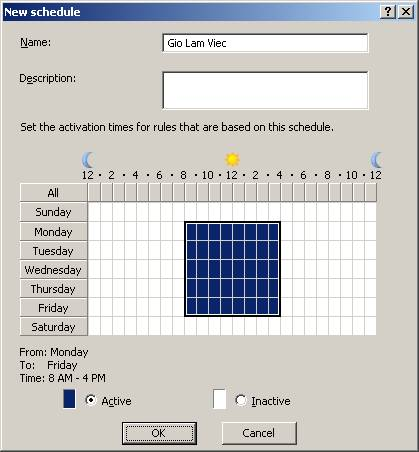 New schedule
Name:
Gio Lam Viec
Description:
Set the activation times for rules that are based on this schedule.
12 · 2 · 4 · 6 · 8 · 10 · 12 · 2 · 4 · 6 · 8 · 10 · 12
All
Sunday
Monday
Tuesday
Wednesday
Thursday
Friday
Saturday
From: Monday
To: Friday
Time: 8 AM - 4 PM
Active
Inactive
OK
Cancel